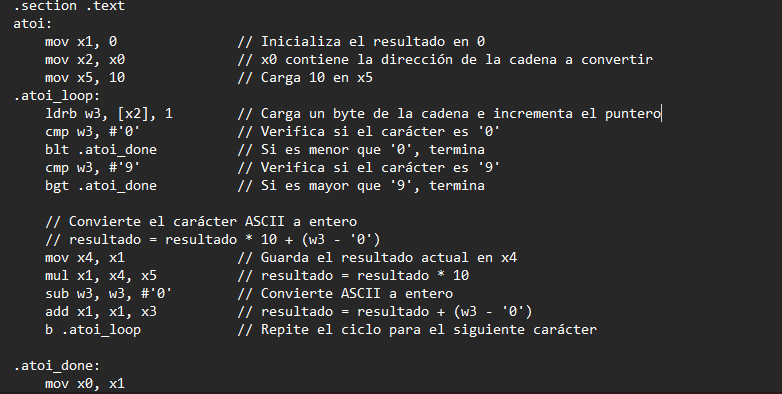 .section .text
atoi:
    mov x1, 0               // Inicializa el resultado en 0
    mov x2, x0              // x0 contiene la dirección de la cadena a convertir
    mov x5, 10              // Carga 10 en x5
.atoi_loop:
    ldrb w3, [x2], 1        // Carga un byte de la cadena e incrementa el puntero
    cmp w3, #'0'            // Verifica si el carácter es '0'
    blt .atoi_done          // Si es menor que '0', termina
    cmp w3, #'9'            // Verifica si el carácter es '9'
    bgt .atoi_done          // Si es mayor que '9', termina

    // Convierte el carácter ASCII a entero
    // resultado = resultado * 10 + (w3 - '0')
    mov x4, x1              // Guarda el resultado actual en x4
    mul x1, x4, x5          // resultado = resultado * 10
    sub w3, w3, #'0'        // Convierte ASCII a entero
    add x1, x1, x3          // resultado = resultado + (w3 - '0')
    b .atoi_loop            // Repite el ciclo para el siguiente carácter

.atoi_done:
    mov x0, x1